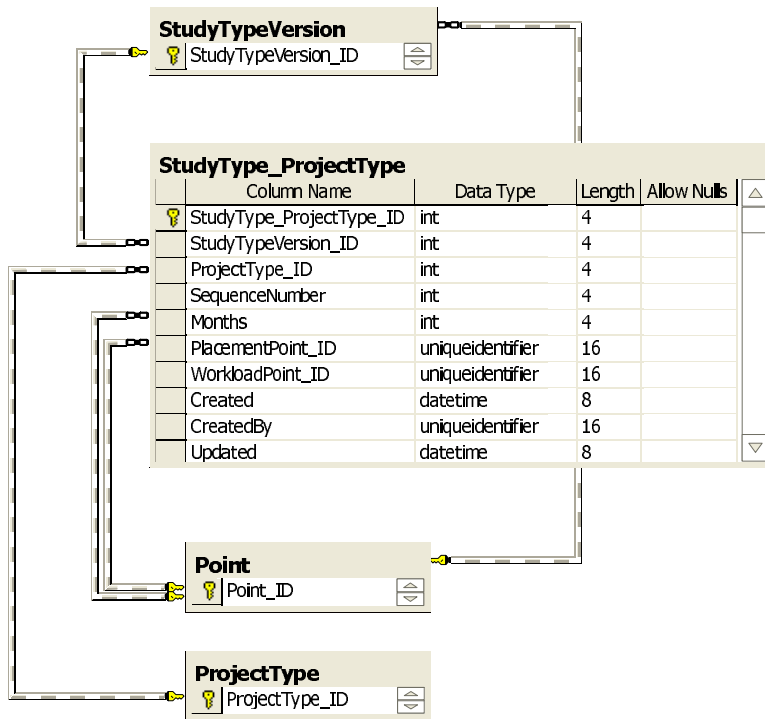 StudyTypeVersion
StudyTypeVersion_ID
StudyType_ProjectType
Column Name Data Type Length Allow Nulls
StudyType_ProjectType_ID int 4
StudyTypeVersion_ID int 4
ProjectType_ID int 4
SequenceNumber int 4
Months int 4
PlacementPoint_ID uniqueidentifier 16
WorkloadPoint_ID uniqueidentifier 16
Created datetime 8
CreatedBy uniqueidentifier 16
Updated datetime 8
Point
Point_ID
ProjectType
ProjectType_ID